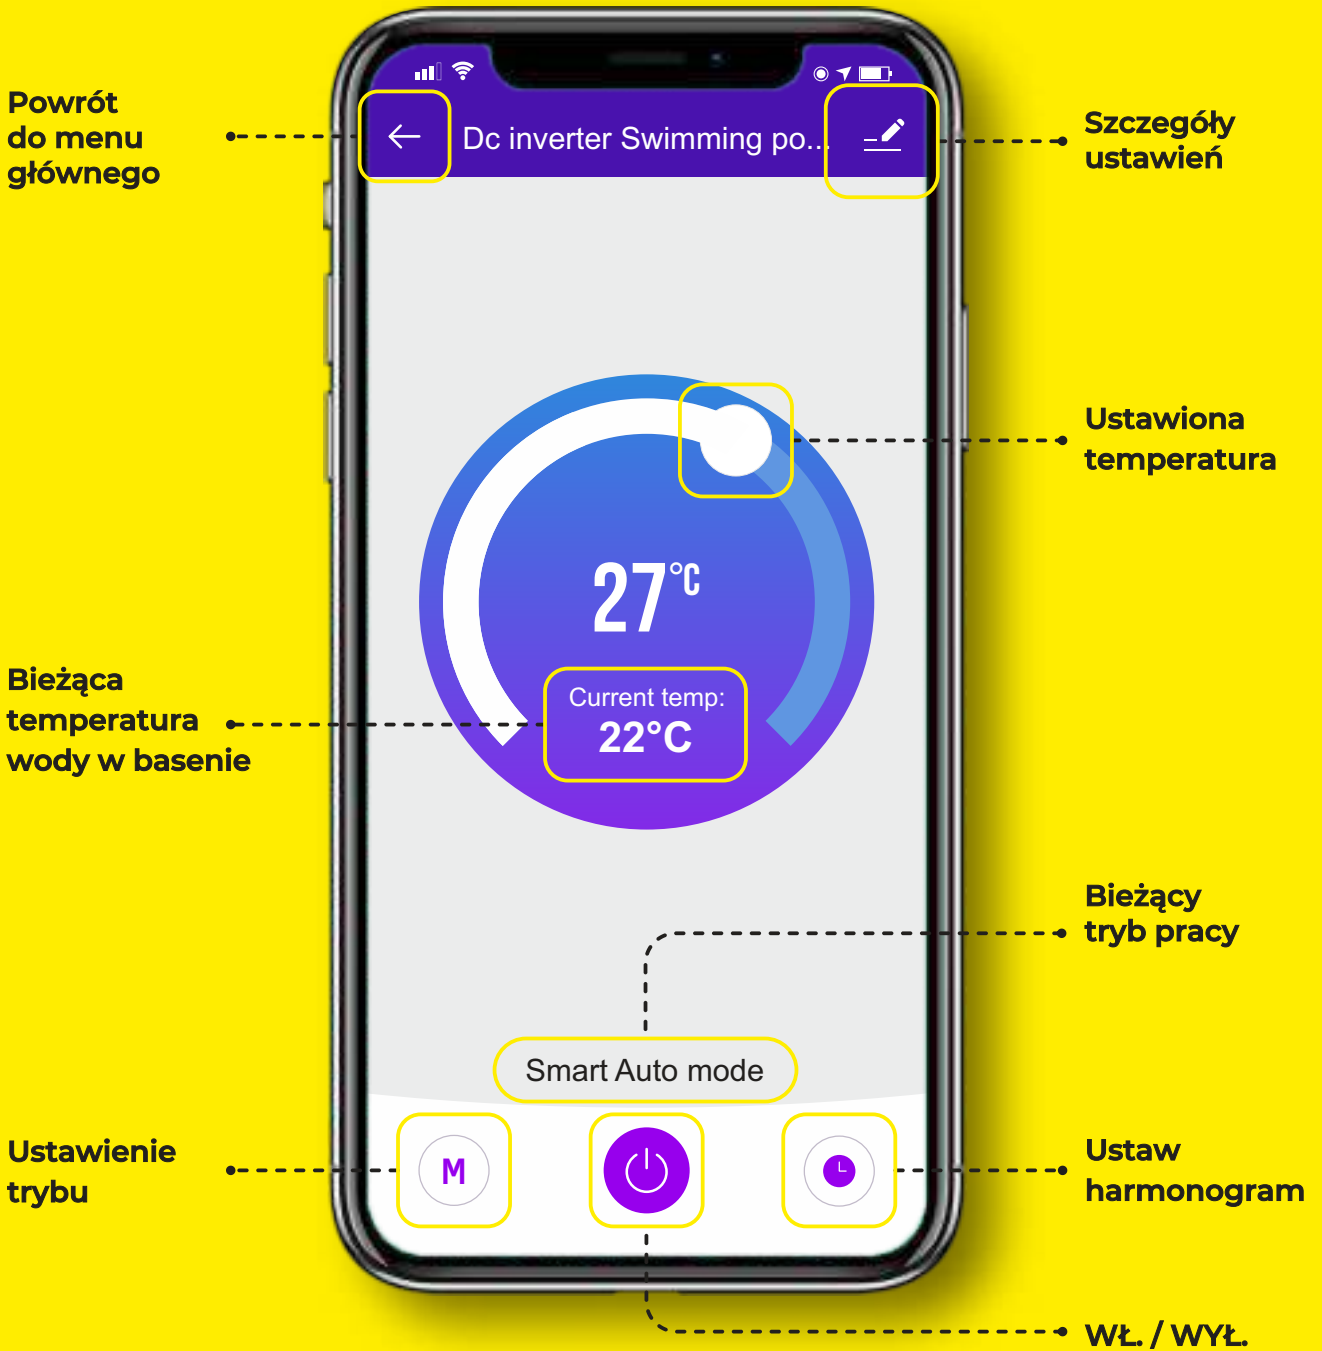 Powrót
do menu
głównego
Dc inverter Swimming po...
Szczegóły
ustawień
Ustawiona
temperatura
27°C
Bieżąca
temperatura
wody w basenie
Current temp:
22°C
Bieżący
tryb pracy
Smart Auto mode
Ustawienie
trybu
M
Ustaw
harmonogram
WŁ. / WYŁ.